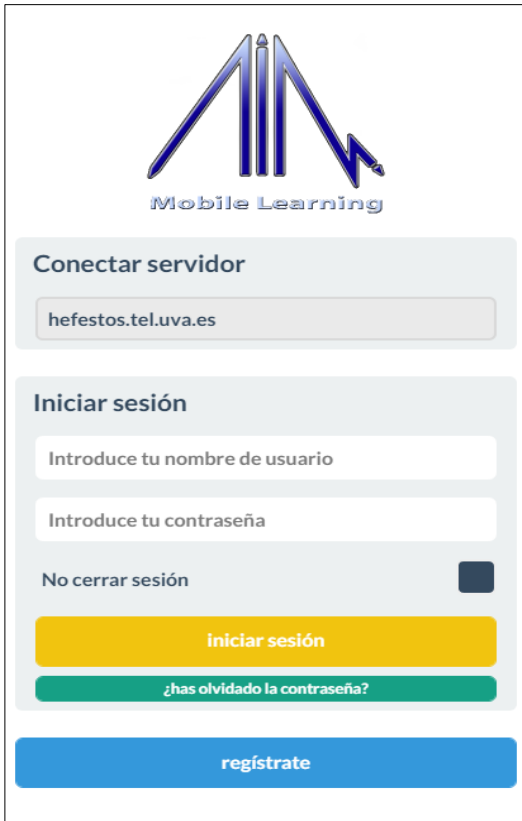 Mobile Learning
Conectar servidor
hefestos.tel.uva.es
Iniciar sesión
Introduce tu nombre de usuario
Introduce tu contraseña
No cerrar sesión
iniciar sesión
¿has olvidado la contraseña?
regístrate